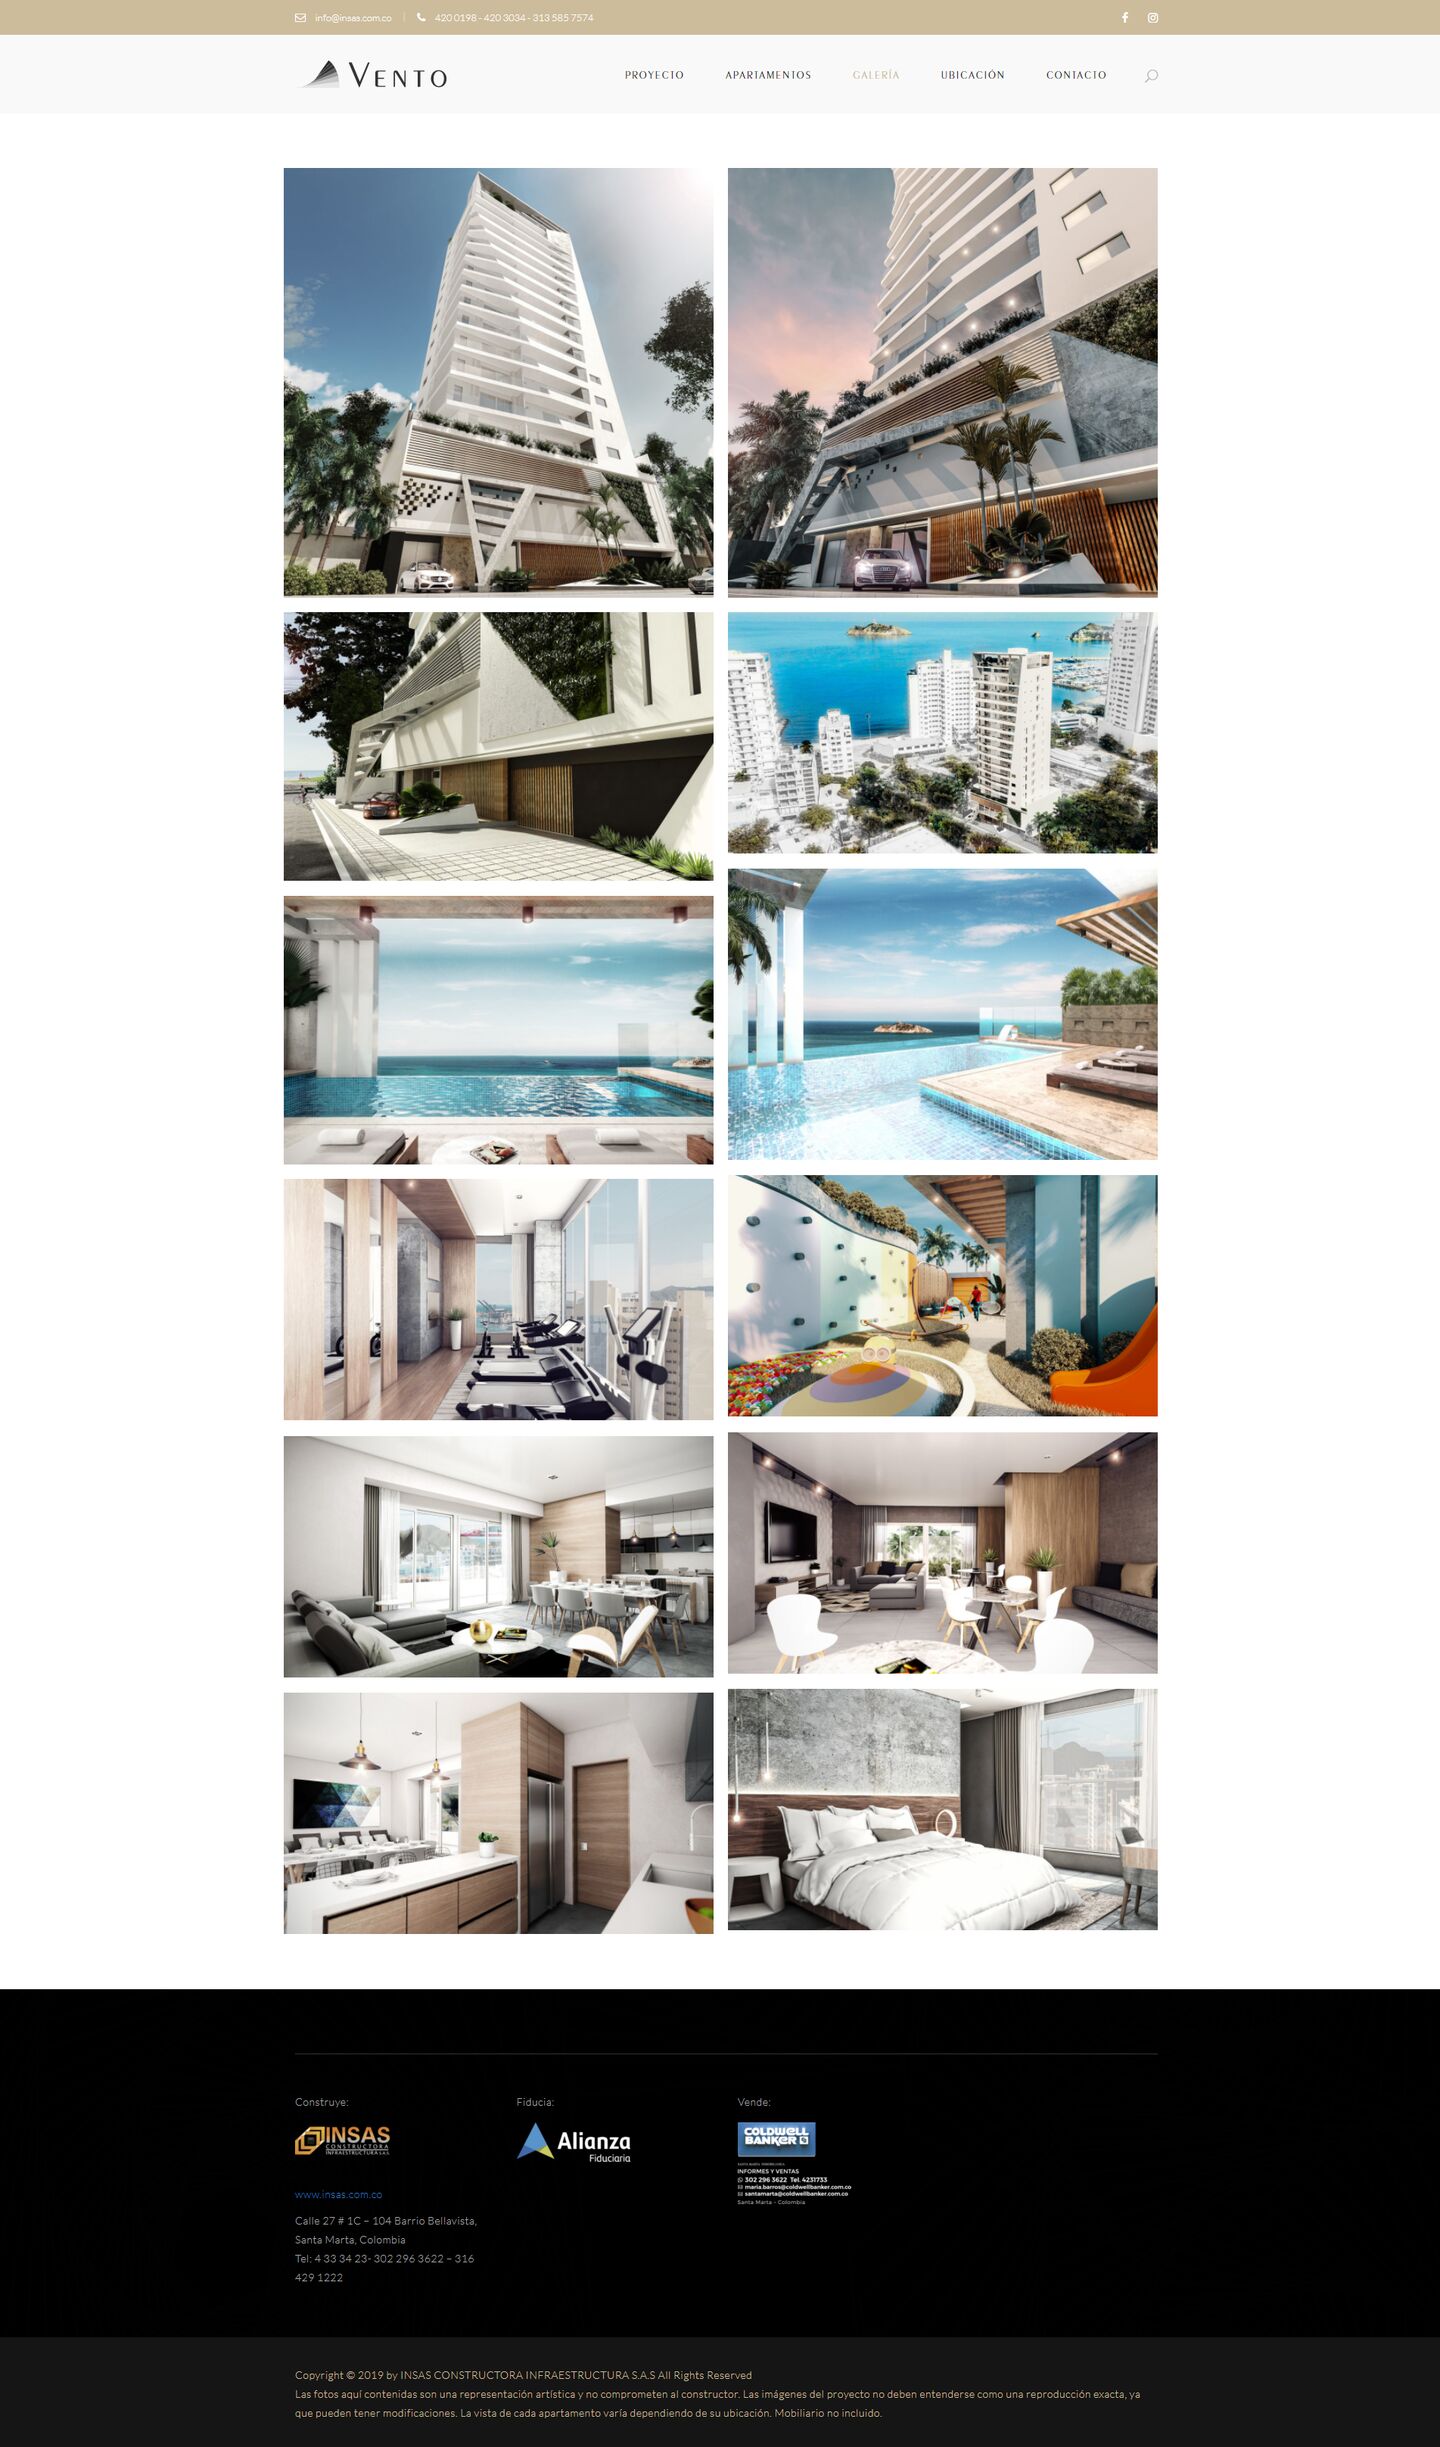 info@insas.com.co
420 0198 - 420 3034 - 313 585 7574
VENTO
PROYECTO
APARTAMENTOS
GALERÍA
UBICACIÓN
CONTACTO
Construye:
INSAS
CONSTRUCTORA
INFRAESTRUCTURA S.A.S.
www.insas.com.co
Calle 27 # 1C – 104 Barrio Bellavista,
Santa Marta, Colombia
Tel: 4 33 34 23- 302 296 3622 – 316
429 1222
Fiducia:
Alianza
Fiduciaria
Vende:
COLDWELL
BANKER
INFORMES Y VENTAS
302 296 3622 Tel. 4231733
maria.barros@coldwellbanker.com.co
santamarta@coldwellbanker.com.co
Santa Marta - Colombia
Copyright © 2019 by INSAS CONSTRUCTORA INFRAESTRUCTURA S.A.S All Rights Reserved
Las fotos aquí contenidas son una representación artística y no comprometen al constructor. Las imágenes del proyecto no deben entenderse como una reproducción exacta, ya
que pueden tener modificaciones. La vista de cada apartamento varía dependiendo de su ubicación. Mobiliario no incluido.